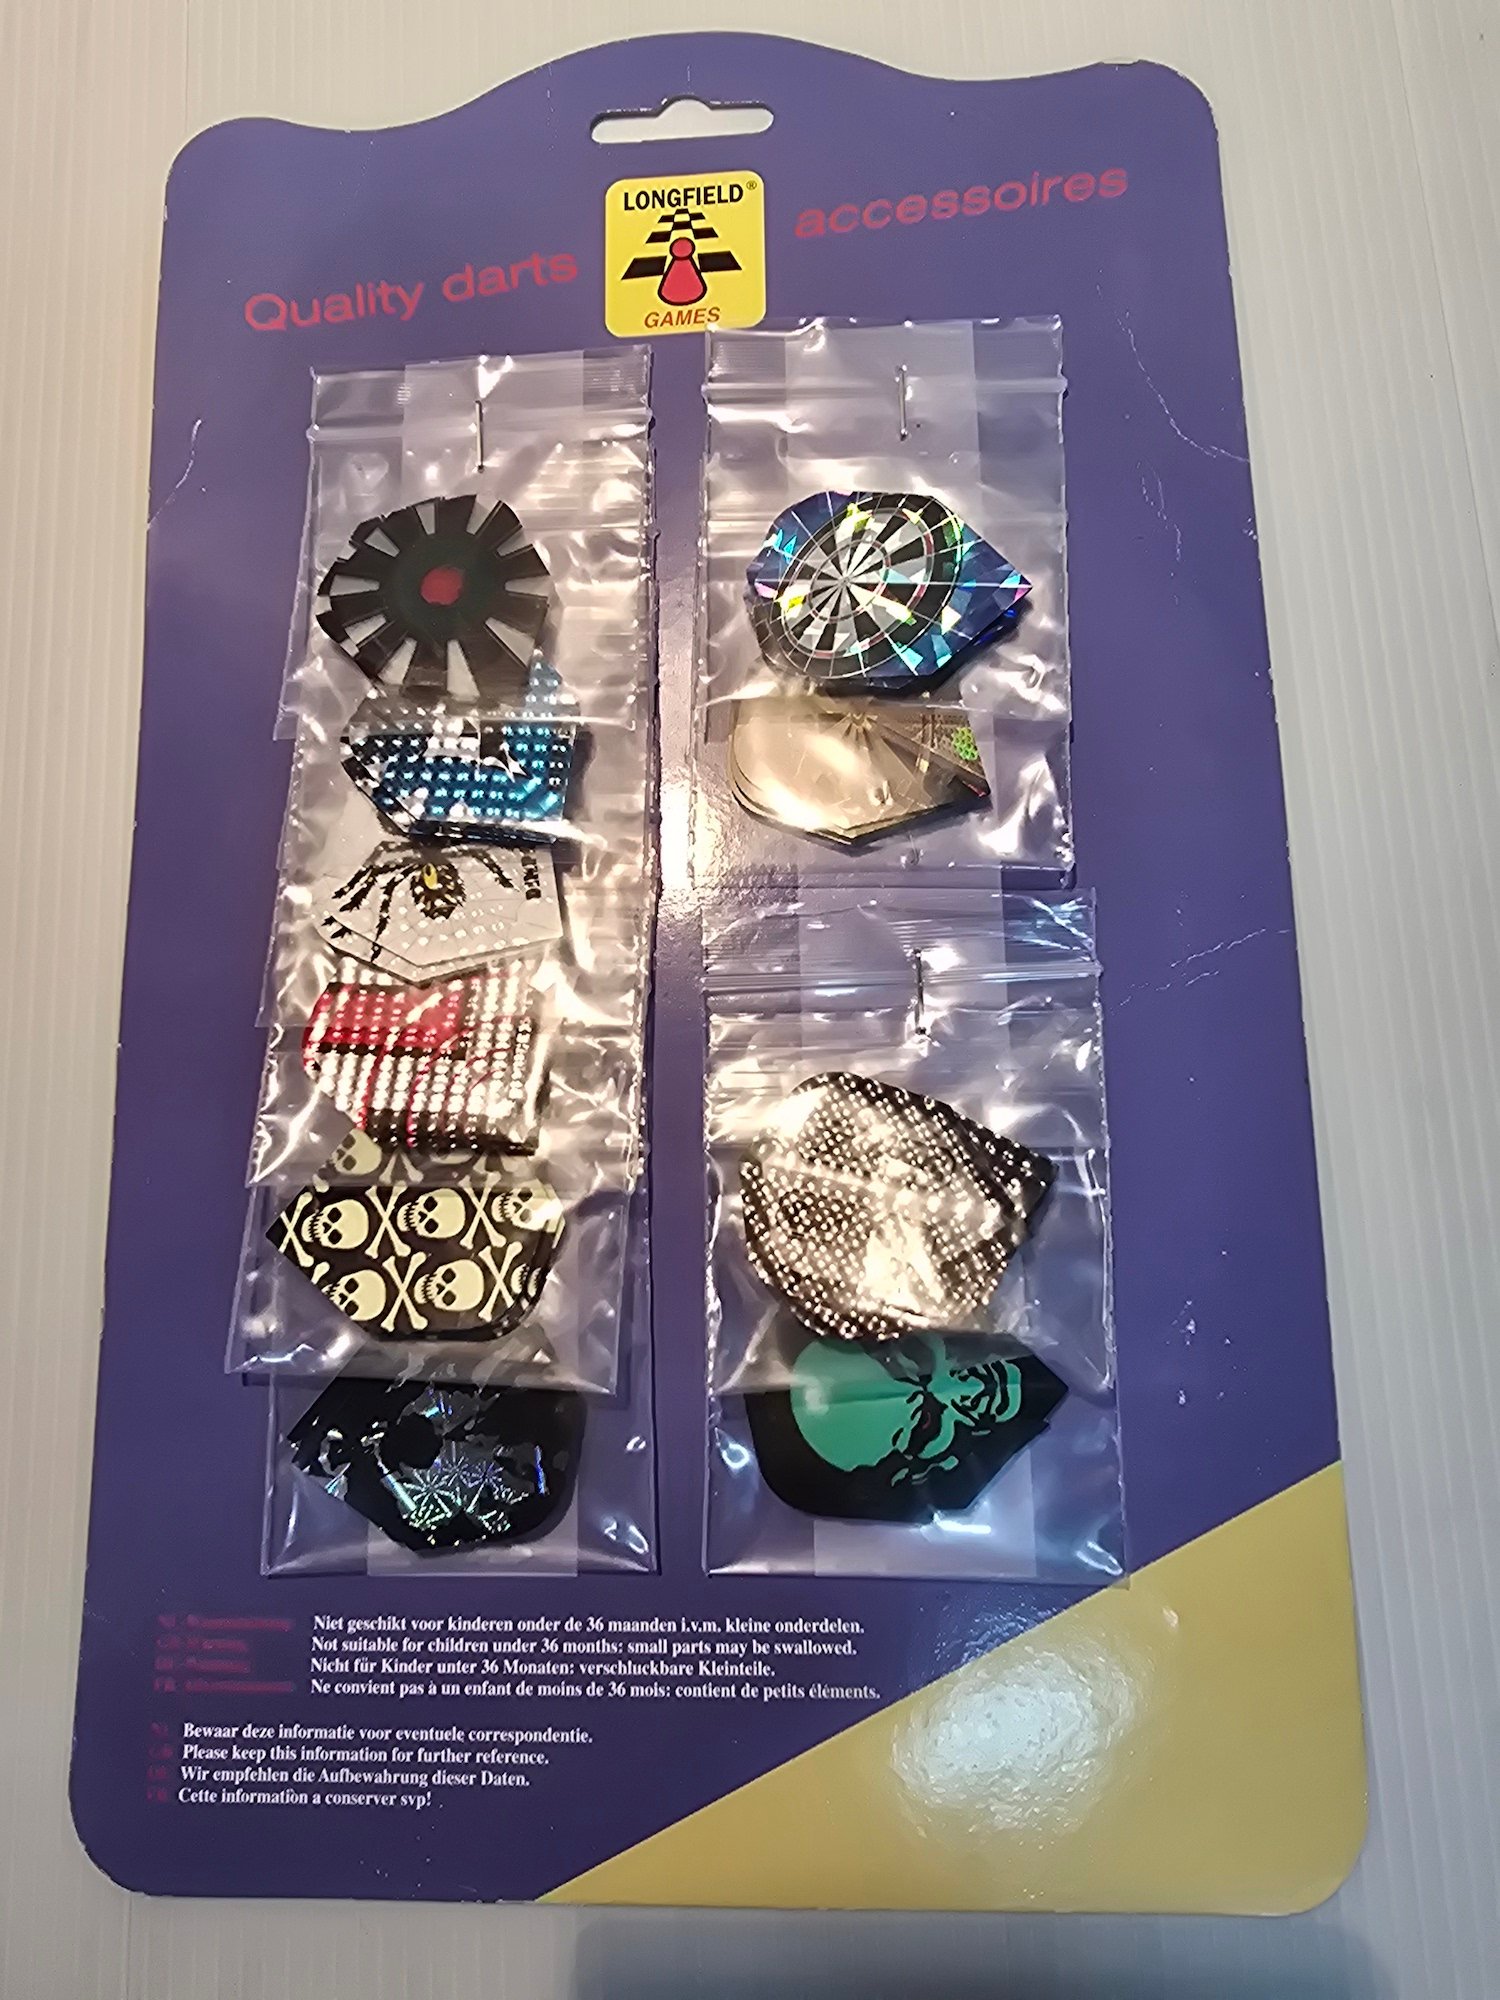 LONGFIELD®
GAMES
Quality darts accessoires
Niet geschikt voor kinderen onder de 36 maanden i.v.m. kleine onderdelen.
Not suitable for children under 36 months: small parts may be swallowed.
Nicht für Kinder unter 36 Monaten: verschluckbare Kleinteile.
Ne convient pas à un enfant de moins de 36 mois: contient de petits éléments.
Bewaar deze informatie voor eventuele correspondentie.
Please keep this information for further reference.
Wir empfehlen die Aufbewahrung dieser Daten.
Cette information a conserver svp!